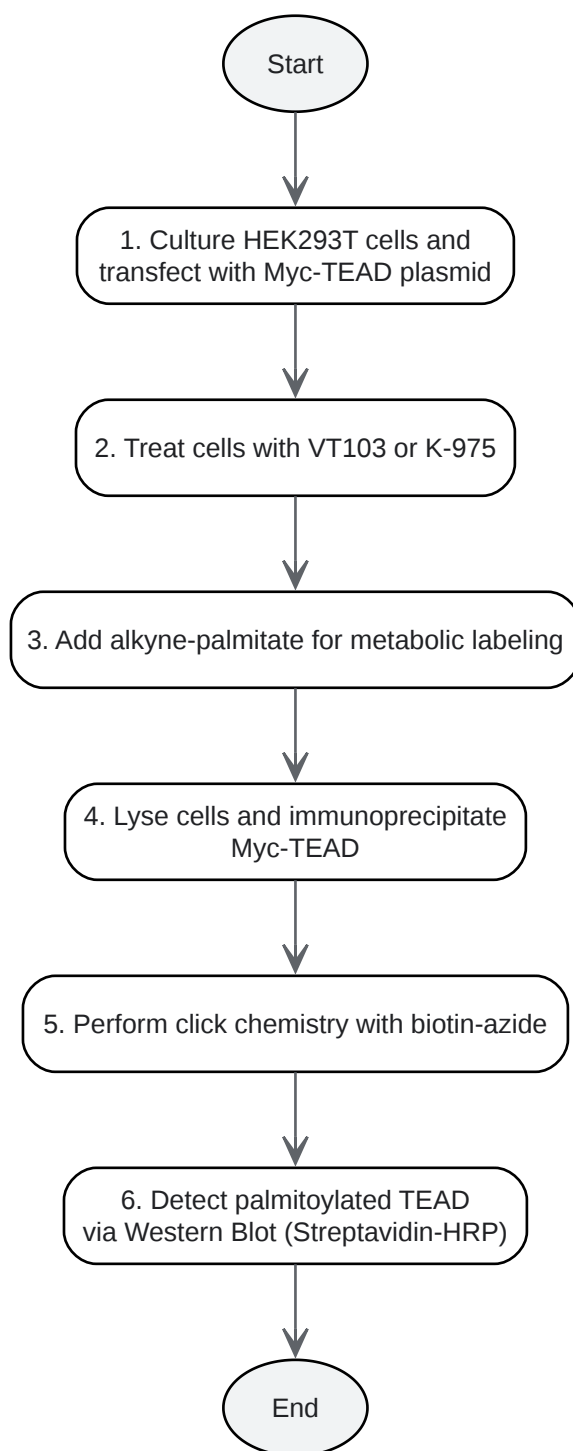 Start
1. Culture HEK293T cells and
transfect with Myc-TEAD plasmid
2. Treat cells with VT103 or K-975
3. Add alkyne-palmitate for metabolic labeling
4. Lyse cells and immunoprecipitate
Myc-TEAD
5. Perform click chemistry with biotin-azide
6. Detect palmitoylated TEAD
via Western Blot (Streptavidin-HRP)
End